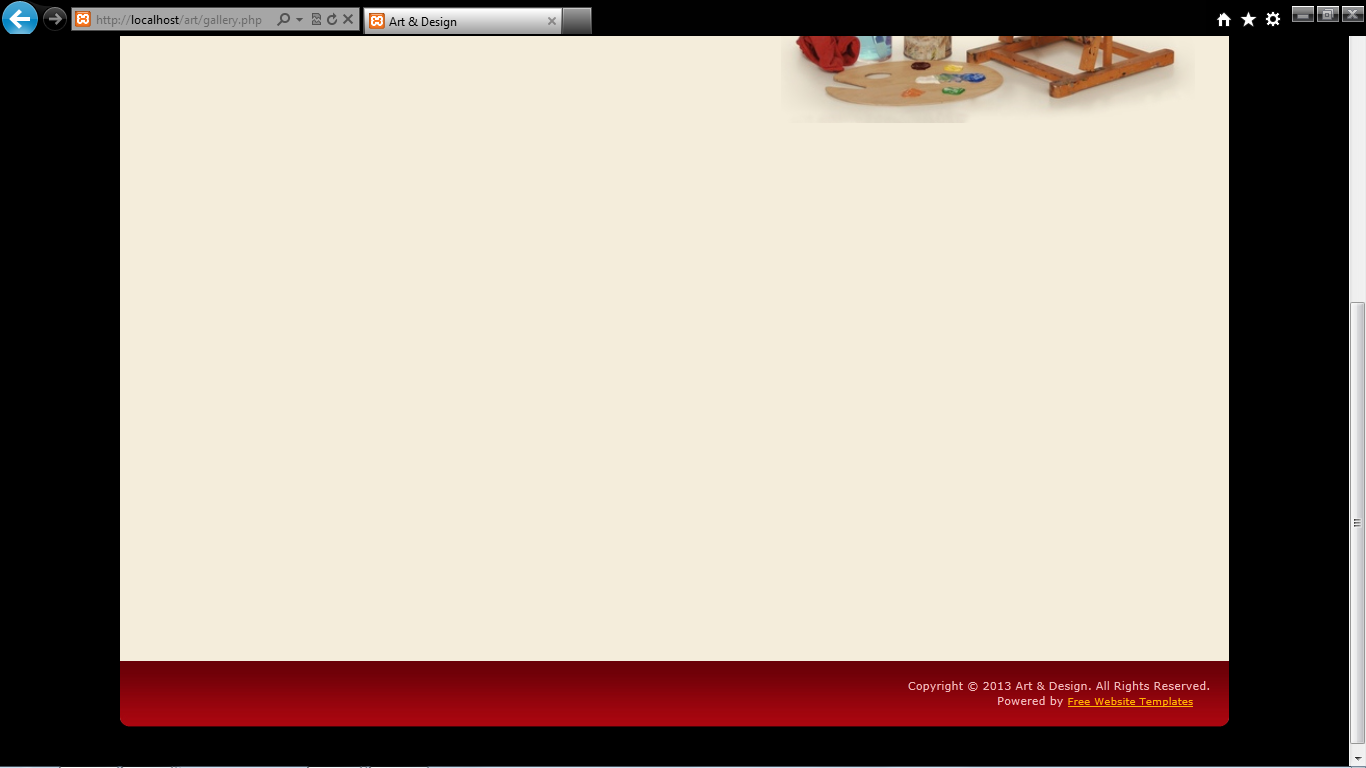 http://localhost/art/gallery.php
Art & Design
Copyright © 2013 Art & Design. All Rights Reserved.
Powered by Free Website Templates